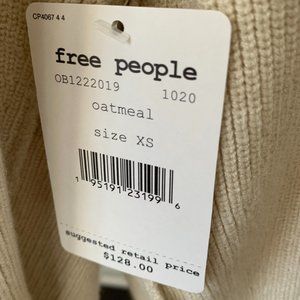 CP4067 4 4
free people
OB1222019 1020
oatmeal
size XS
1 95191 23199 6
suggested retail price
$128.00